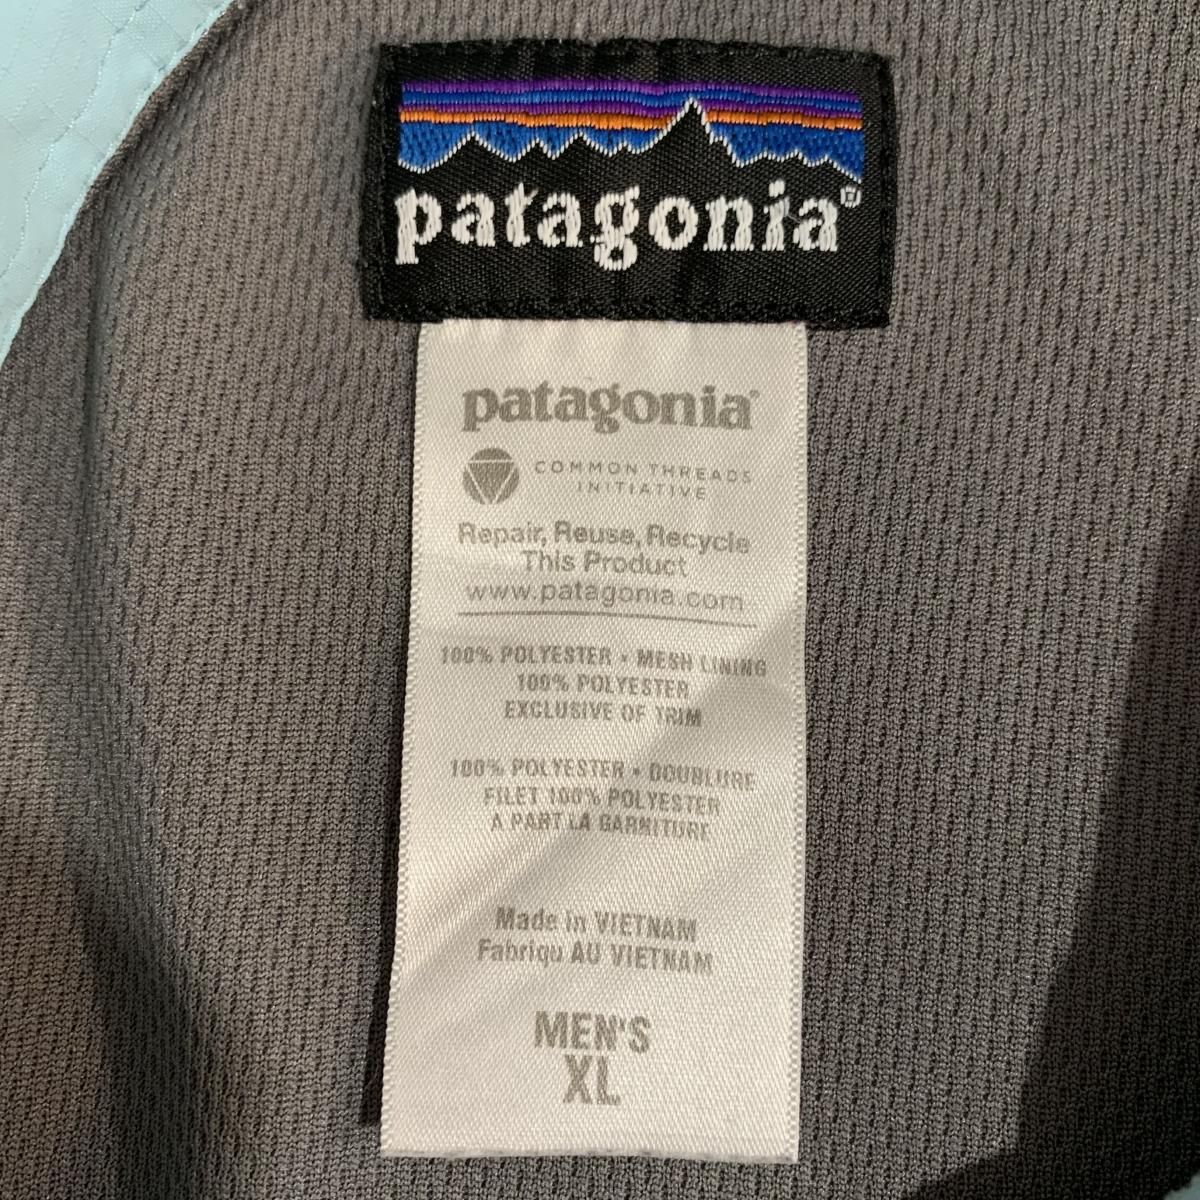 patagonia®
patagonia®
COMMON THREADS
INITIATIVE
Repair, Reuse, Recycle
This Product
www.patagonia.com
100% POLYESTER • MESH LINING
100% POLYESTER
EXCLUSIVE OF TRIM
100% POLYESTER • DOUBLURE
FILET 100% POLYESTER
A PART LA GARNITURE
Made in VIETNAM
Fabriqu AU VIETNAM
MEN'S
XL